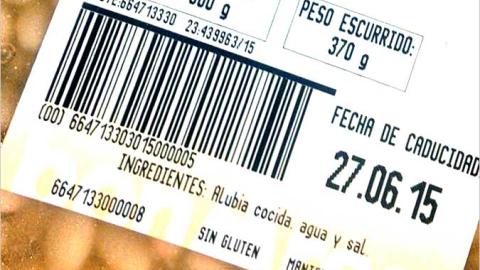 g
PESO ESCURRIDO:
370 g
:664713330
23:439963/15
(00) 664713303015000005
FECHA DE CADUCIDAD
27.06.15
INGREDIENTES: Alubia cocida, agua y sal.
6647133000008
SIN GLUTEN